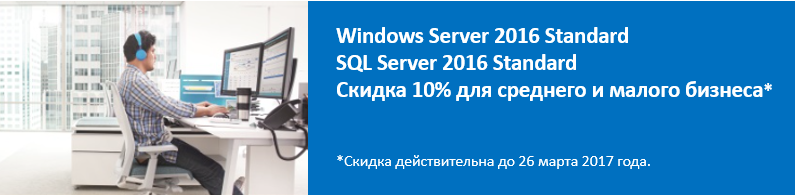 Windows Server 2016 Standard
SQL Server 2016 Standard
Скидка 10% для среднего и малого бизнеса*
*Скидка действительна до 26 марта 2017 года.